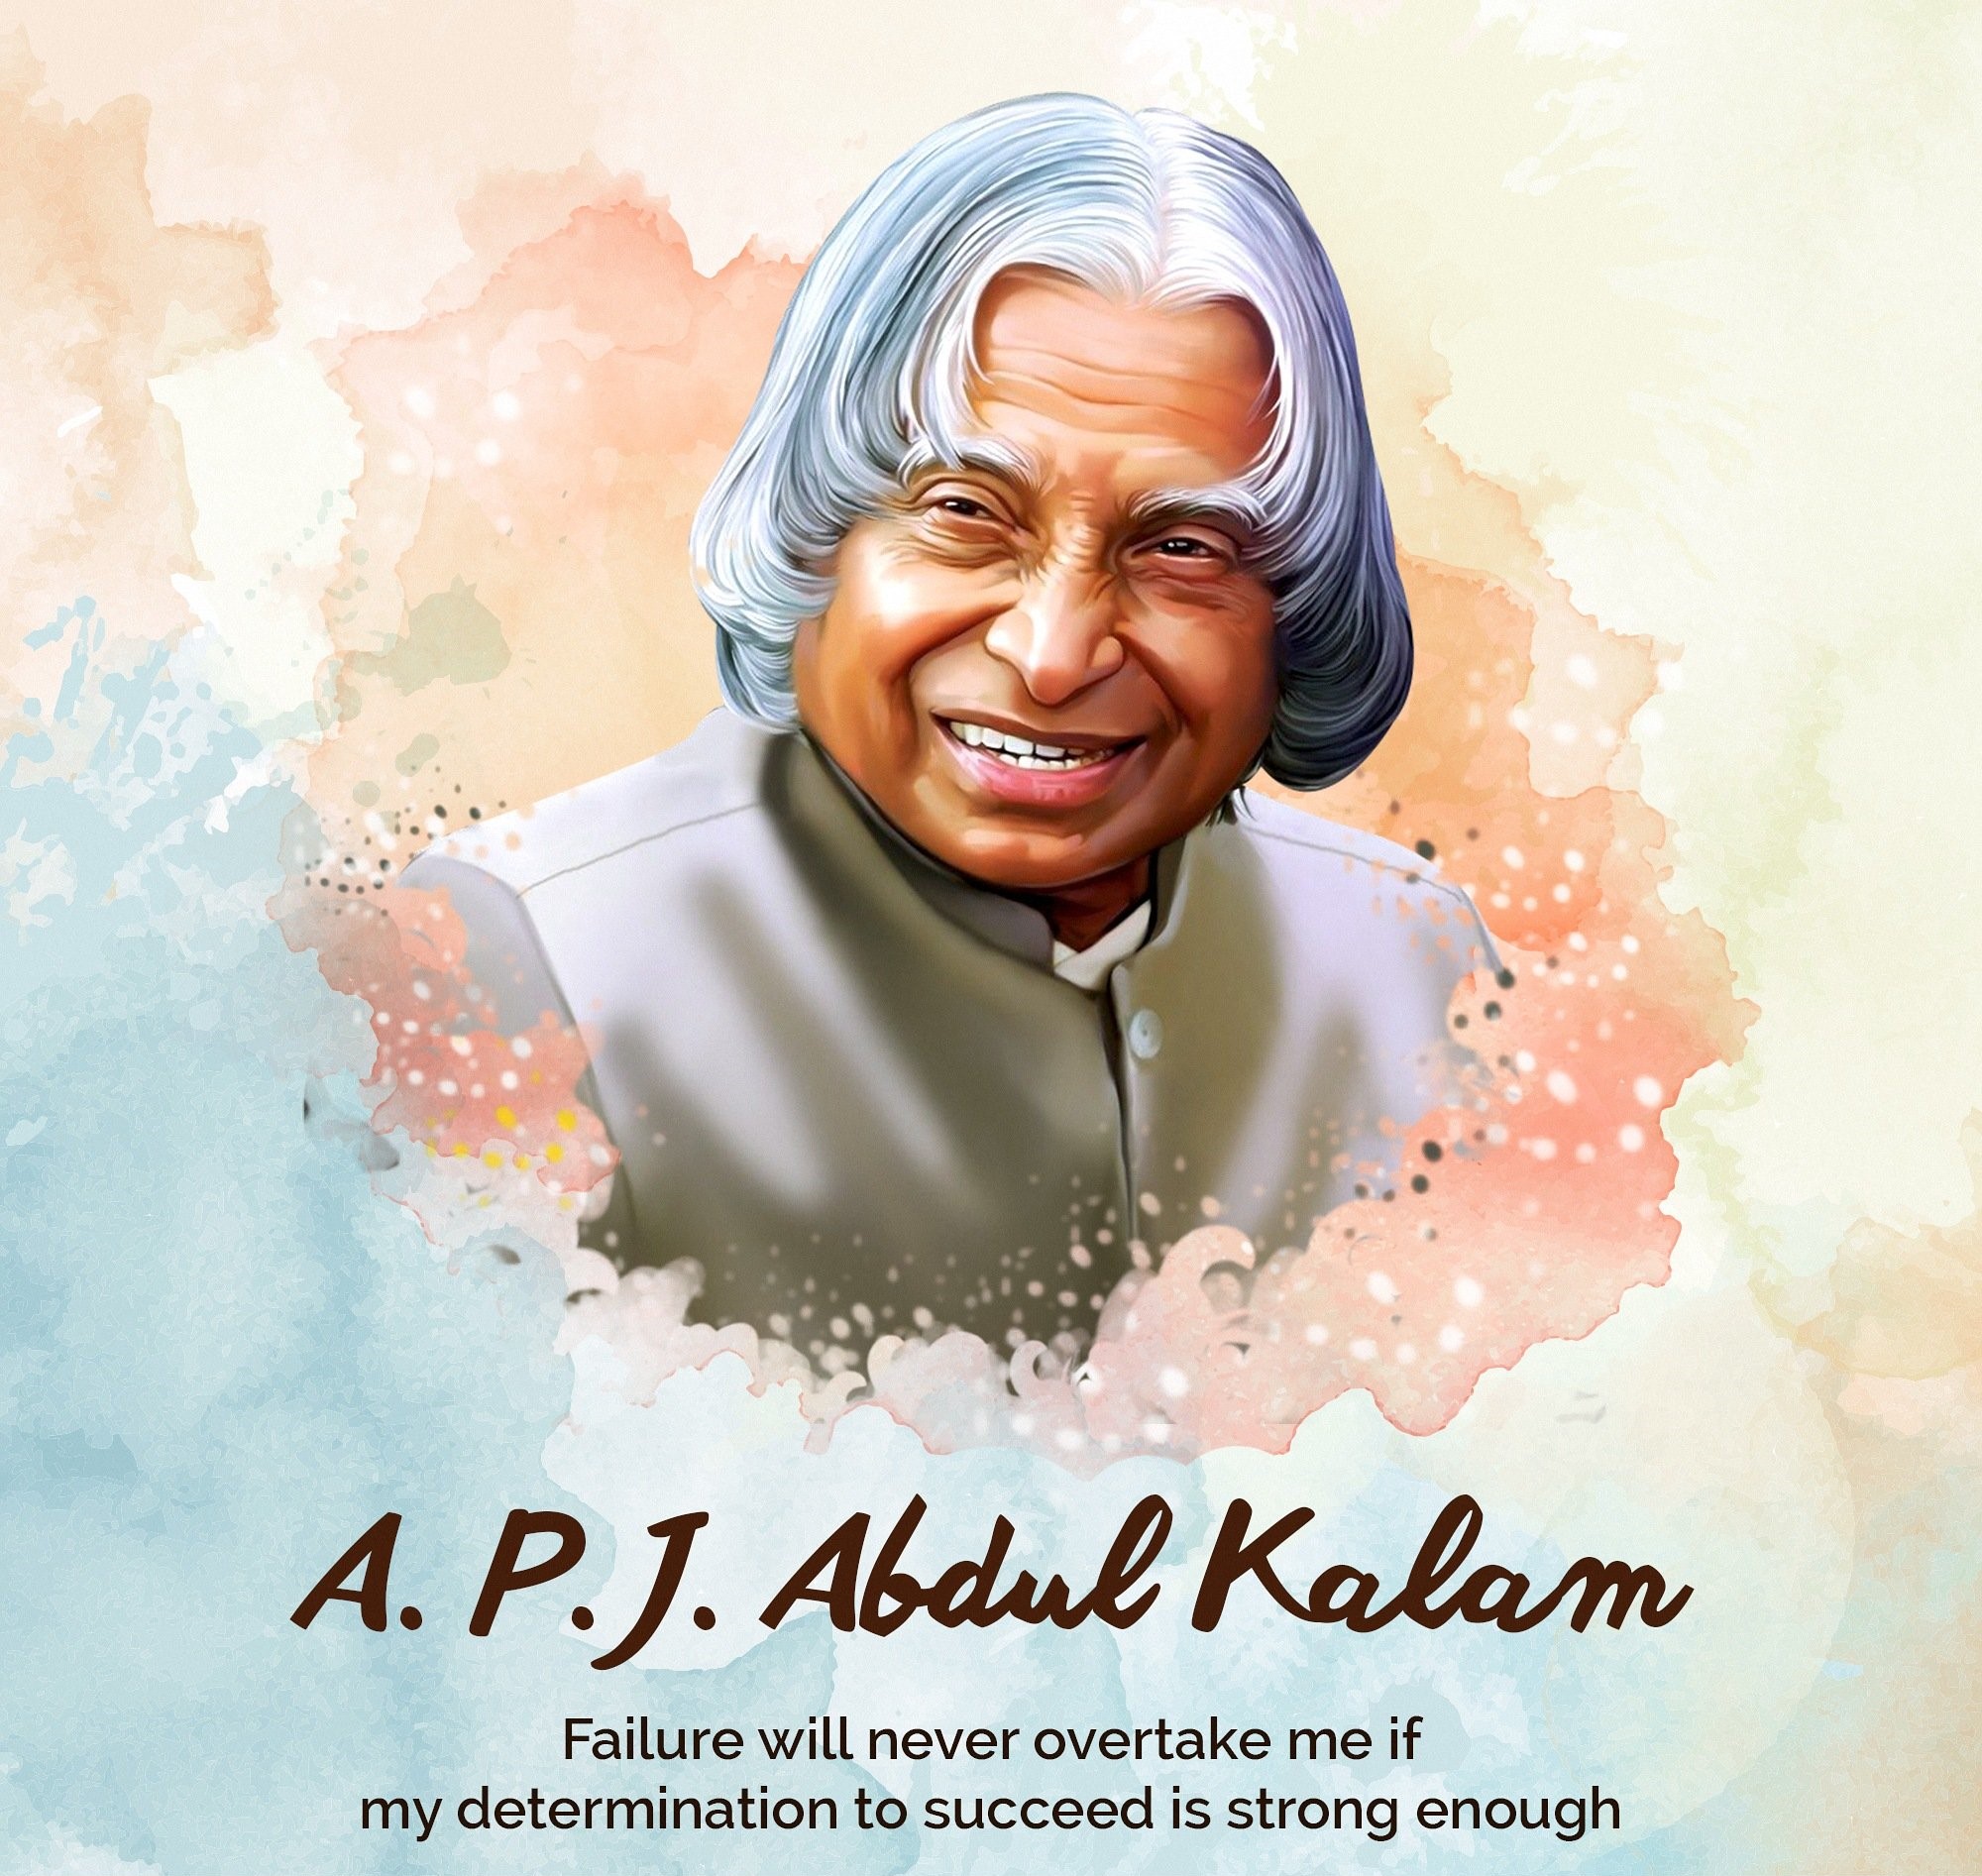 A. P. J. Abdul Kalam
Failure will never overtake me if
my determination to succeed is strong enough